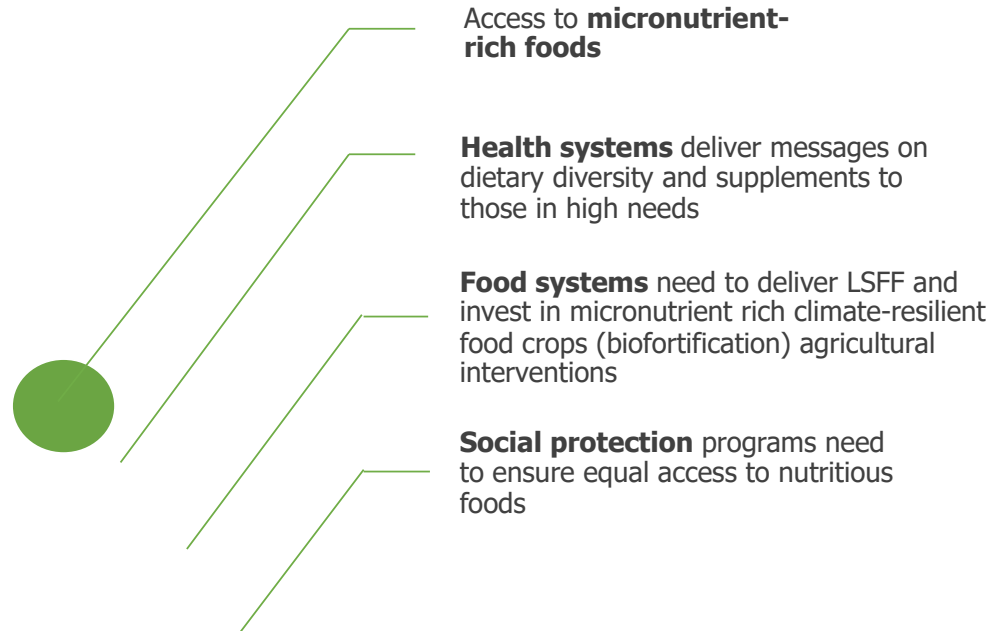 Access to micronutrient-
rich foods
Health systems deliver messages on
dietary diversity and supplements to
those in high needs
Food systems need to deliver LSFF and
invest in micronutrient rich climate-resilient
food crops (biofortification) agricultural
interventions
Social protection programs need
to ensure equal access to nutritious
foods